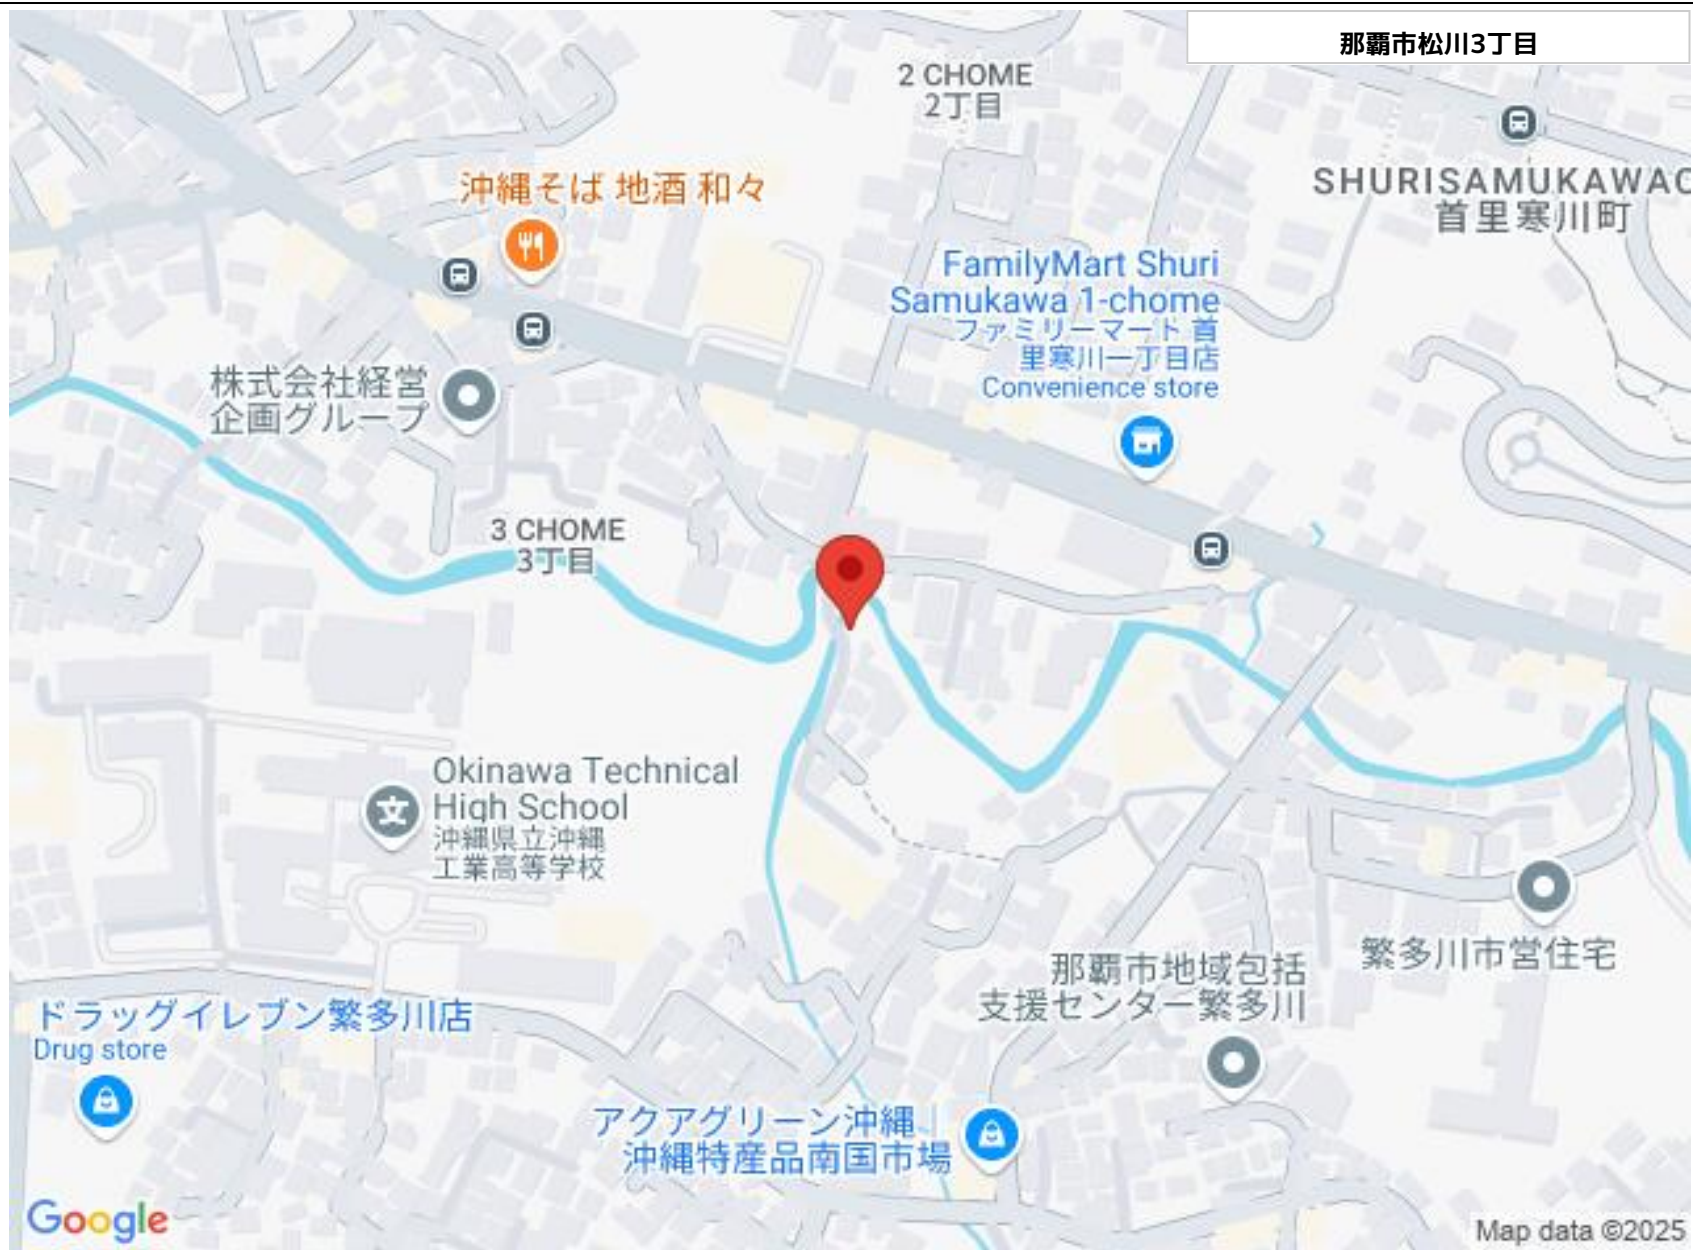 那覇市松川3丁目
2 CHOME
2丁目
沖縄そば 地酒 和々
SHURISAMUKAWAC
首里寒川町
FamilyMart Shuri
Samukawa 1-chome
ファミリーマート 首
里寒川一丁目店
Convenience store
株式会社経営
企画グループ
3 CHOME
3丁目
Okinawa Technical
High School
沖縄県立沖縄
工業高等学校
文
繁多川市営住宅
那覇市地域包括
支援センター繁多川
ドラッグイレブン繁多川店
Drug store
アクアグリーン沖縄｜
沖縄特産品南国市場
Google
Map data ©2025